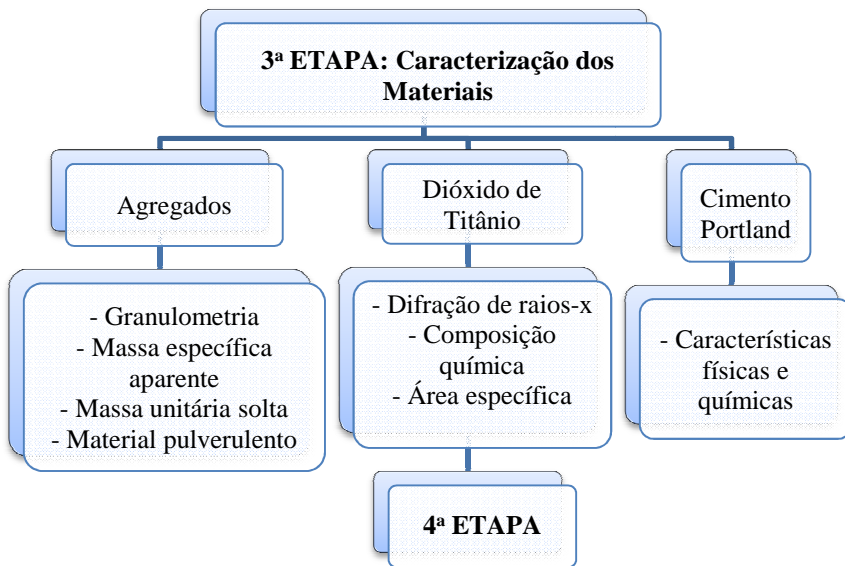 3ª ETAPA: Caracterização dos
Materiais
Agregados
Dióxido de
Titânio
Cimento
Portland
- Granulometria
- Massa específica
aparente
- Massa unitária solta
- Material pulverulento
- Difração de raios-x
- Composição
química
- Área específica
- Características
físicas e
químicas
4ª ETAPA